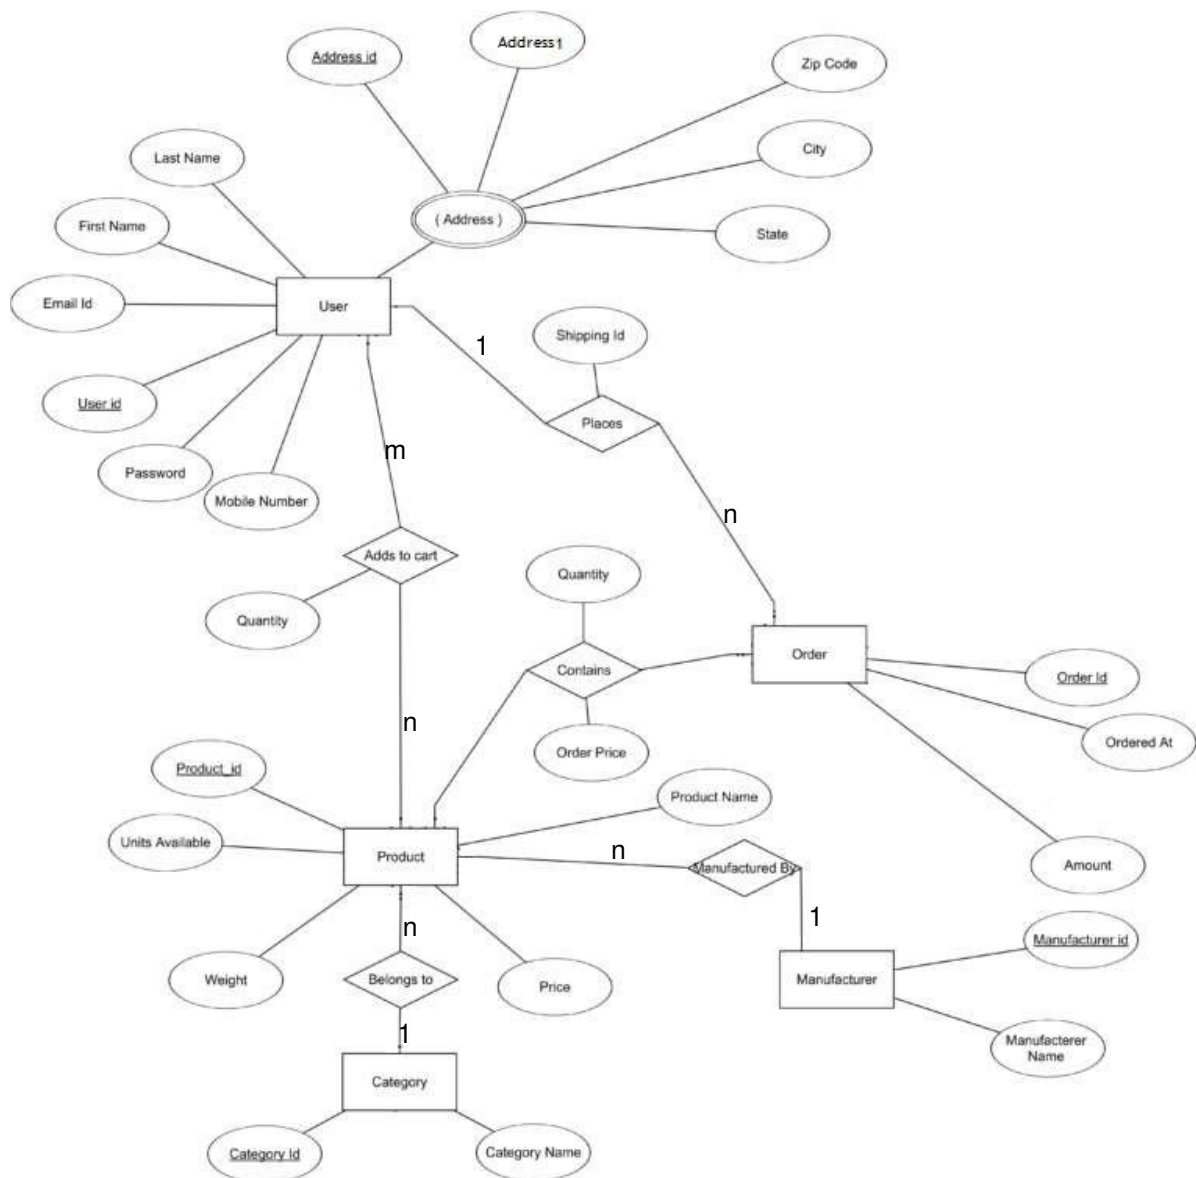 Address id
Address1
Zip Code
Last Name
City
( Address )
First Name
State
Email Id
User
Shipping Id
1
User id
Places
m
Password
Mobile Number
n
Adds to cart
Quantity
Quantity
Order
Contains
Order Id
n
Order Price
Ordered At
Product_id
Product Name
Units Available
Product
n
Manufactured By
Amount
1
n
Manufacturer id
Weight
Belongs to
Price
Manufacturer
1
Manufacterer
Name
Category
Category Id
Category Name